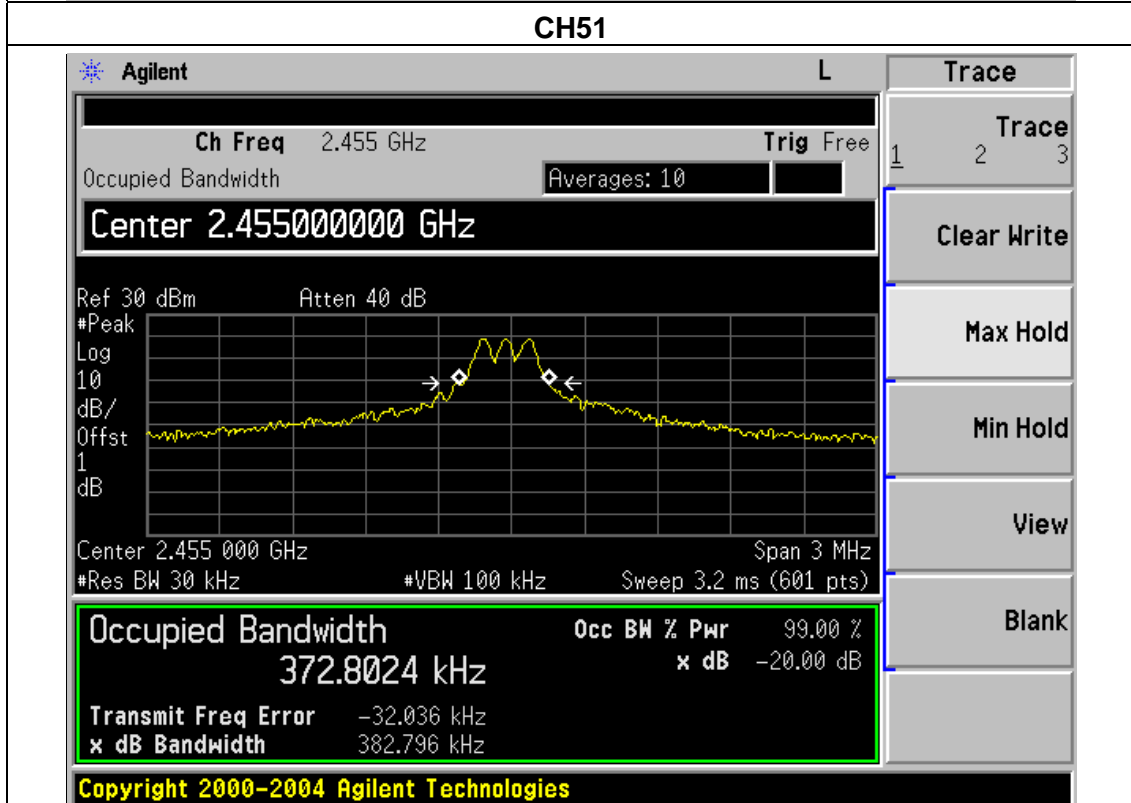 CH51
Agilent L Trace
Ch Freq 2.455 GHz Trig Free
Occupied Bandwidth Averages: 10
Center 2.455000000 GHz
Ref 30 dBm Atten 40 dB
#Peak
Log
10
dB/
Offst
1
dB
Center 2.455 000 GHz Span 3 MHz
#Res BW 30 kHz #VBW 100 kHz Sweep 3.2 ms (601 pts)
Occupied Bandwidth Occ BW % Pwr 99.00 %
372.8024 kHz x dB -20.00 dB
Transmit Freq Error -32.036 kHz
x dB Bandwidth 382.796 kHz
Copyright 2000-2004 Agilent Technologies
Trace
1 2 3
Clear Write
Max Hold
Min Hold
View
Blank